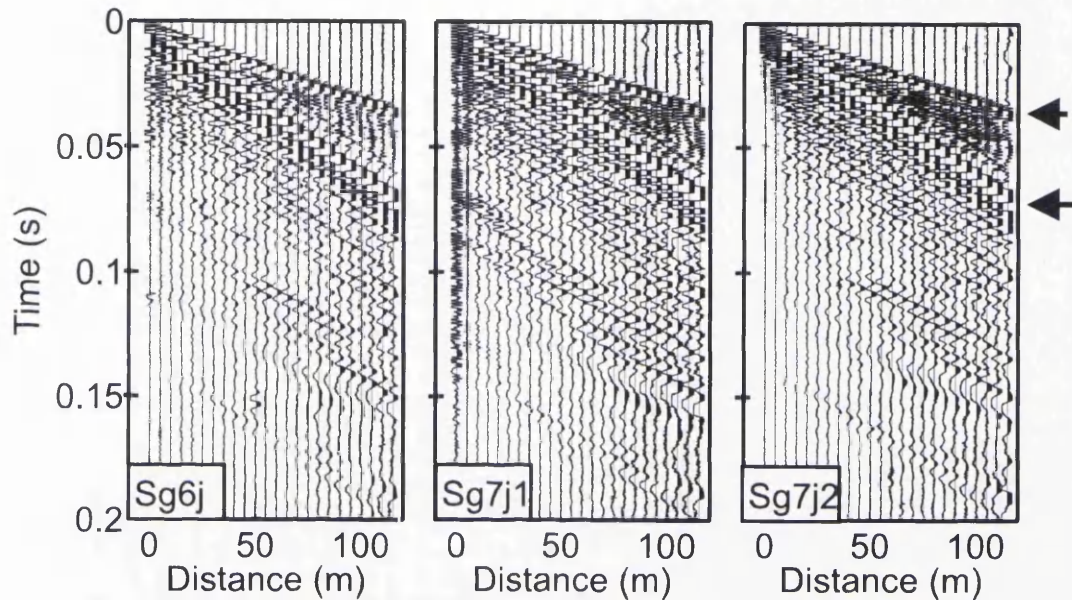 0
0.05
0.1
0.15
0.2
Time (s)
Sg6j
Sg7j1
Sg7j2
0 50 100
0 50 100
0 50 100
Distance (m)
Distance (m)
Distance (m)